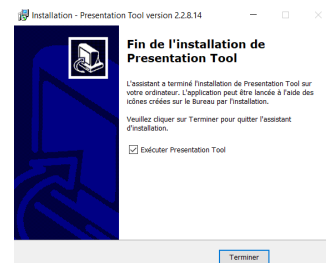 Installation - Presentation Tool version 2.2.8.14
Fin de l'installation de
Presentation Tool
L'assistant a terminé l'installation de Presentation Tool sur
votre ordinateur. L'application peut être lancée à l'aide des
icônes créées sur le Bureau par l'installation.
Veuillez cliquer sur Terminer pour quitter l'assistant
d'installation.
Exécuter Presentation Tool
Terminer